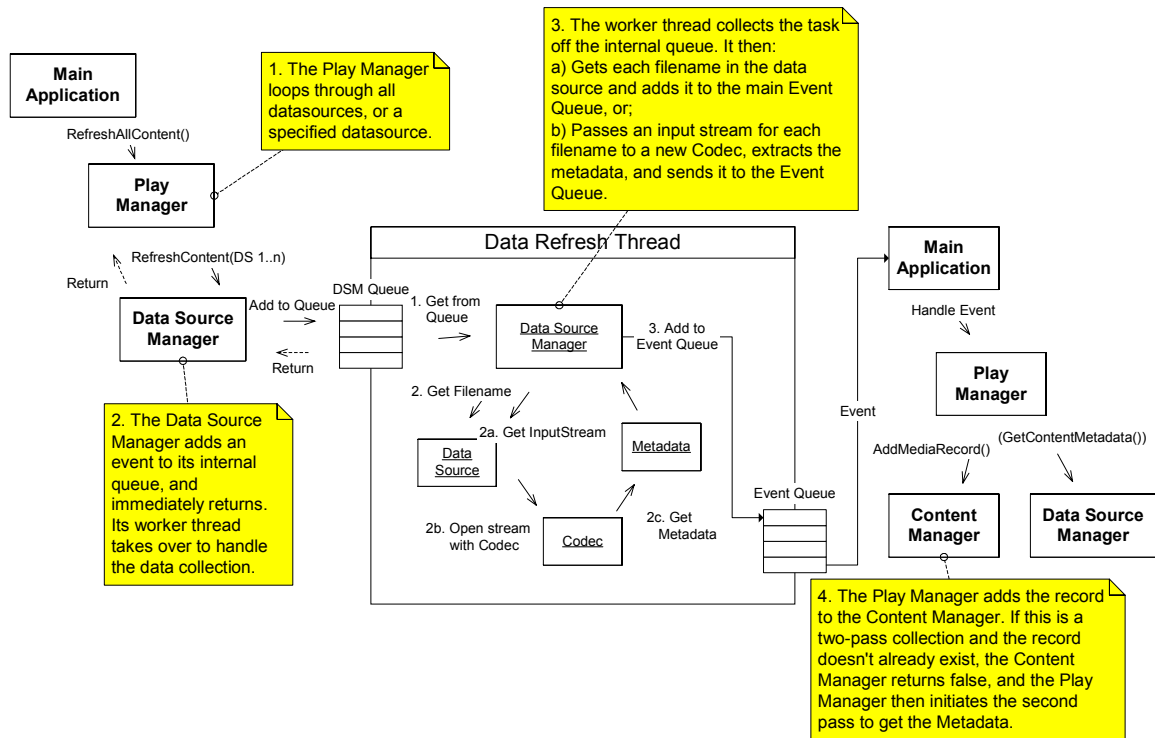 Main
Application
RefreshAllContent()
Play
Manager
1. The Play Manager
loops through all
datasources, or a
specified datasource.
3. The worker thread collects the task
off the internal queue. It then:
a) Gets each filename in the data
source and adds it to the main Event
Queue, or;
b) Passes an input stream for each
filename to a new Codec, extracts the
metadata, and sends it to the Event
Queue.
Return
RefreshContent(DS 1..n)
Data Source
Manager
Add to Queue
Return
2. The Data Source
Manager adds an
event to its internal
queue, and
immediately returns.
Its worker thread
takes over to handle
the data collection.
Data Refresh Thread
DSM Queue
1. Get from
Queue
Data Source
Manager
3. Add to
Event Queue
2. Get Filename
2a. Get InputStream
Data
Source
Metadata
2b. Open stream
with Codec
Codec
2c. Get
Metadata
Event Queue
Event
Main
Application
Handle Event
Play
Manager
AddMediaRecord()
(GetContentMetadata())
Content
Manager
Data Source
Manager
4. The Play Manager adds the record
to the Content Manager. If this is a
two-pass collection and the record
doesn't already exist, the Content
Manager returns false, and the Play
Manager then initiates the second
pass to get the Metadata.